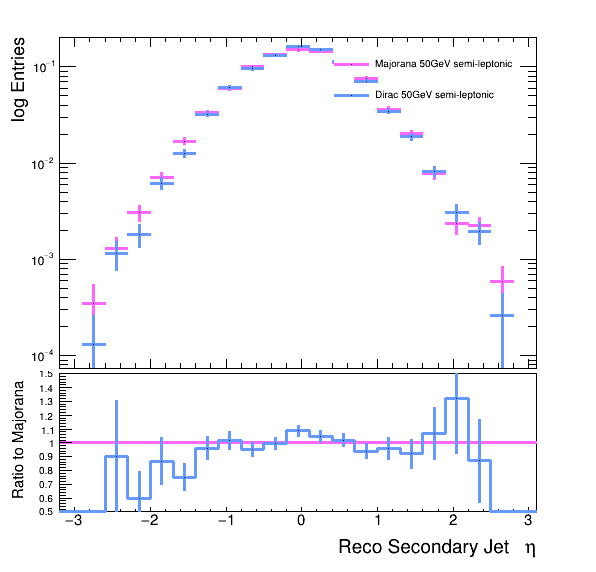 log Entries
10⁻¹
10⁻²
10⁻³
10⁻⁴
Majorana 50GeV semi-leptonic
Dirac 50GeV semi-leptonic
Ratio to Majorana
1.5
1.4
1.3
1.2
1.1
1
0.9
0.8
0.7
0.6
0.5
−3 −2 −1 0 1 2 3
Reco Secondary Jet η